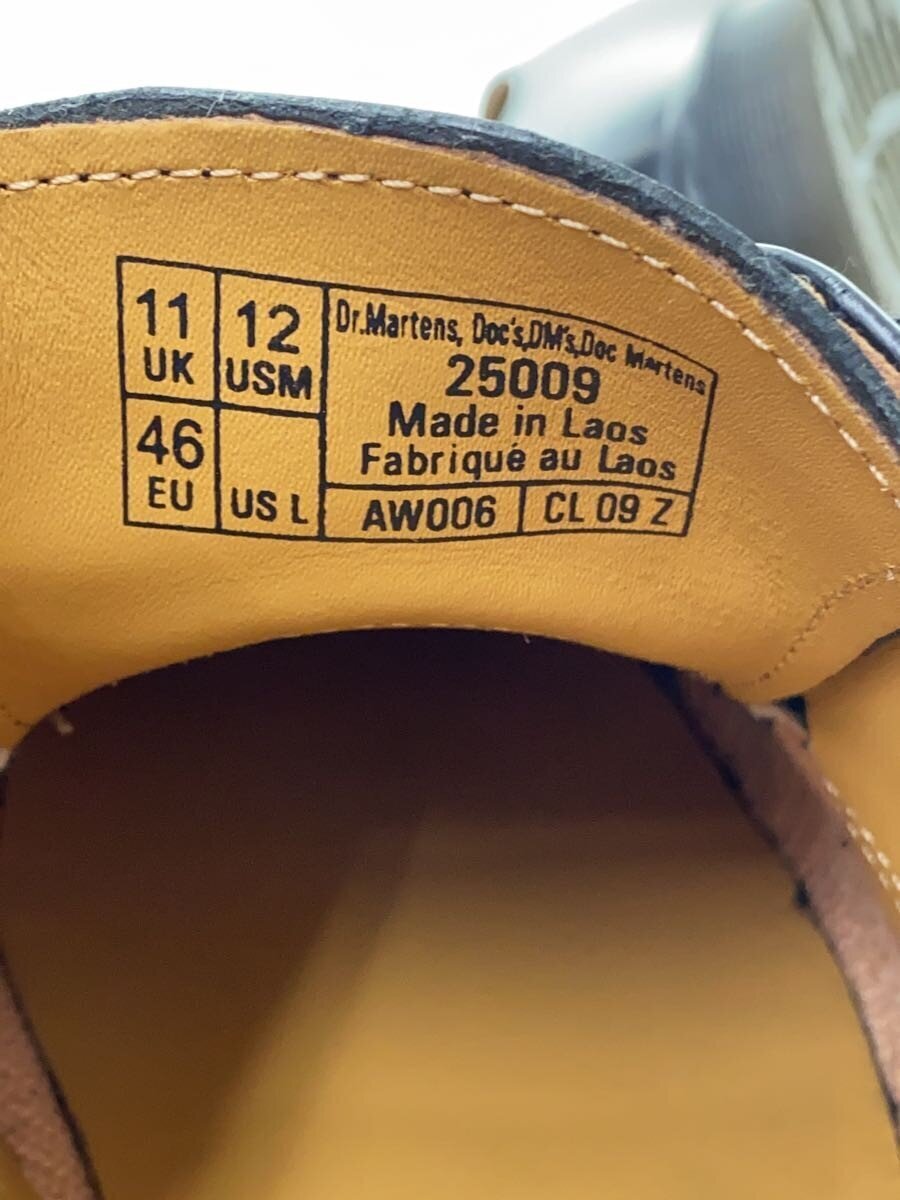 11
UK
12
USM
46
EU
US L
Dr.Martens, Doc's,DM's,Doc Martens
25009
Made in Laos
Fabriqué au Laos
AW006
CL 09 Z